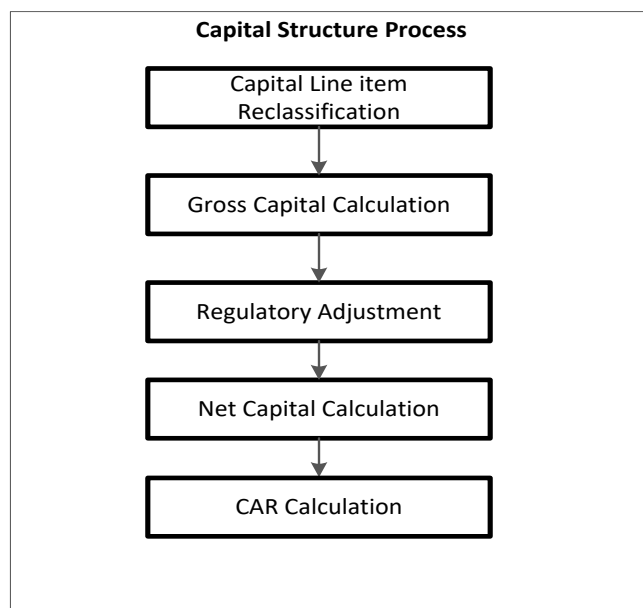 Capital Structure Process
Capital Line item
Reclassification
Gross Capital Calculation
Regulatory Adjustment
Net Capital Calculation
CAR Calculation